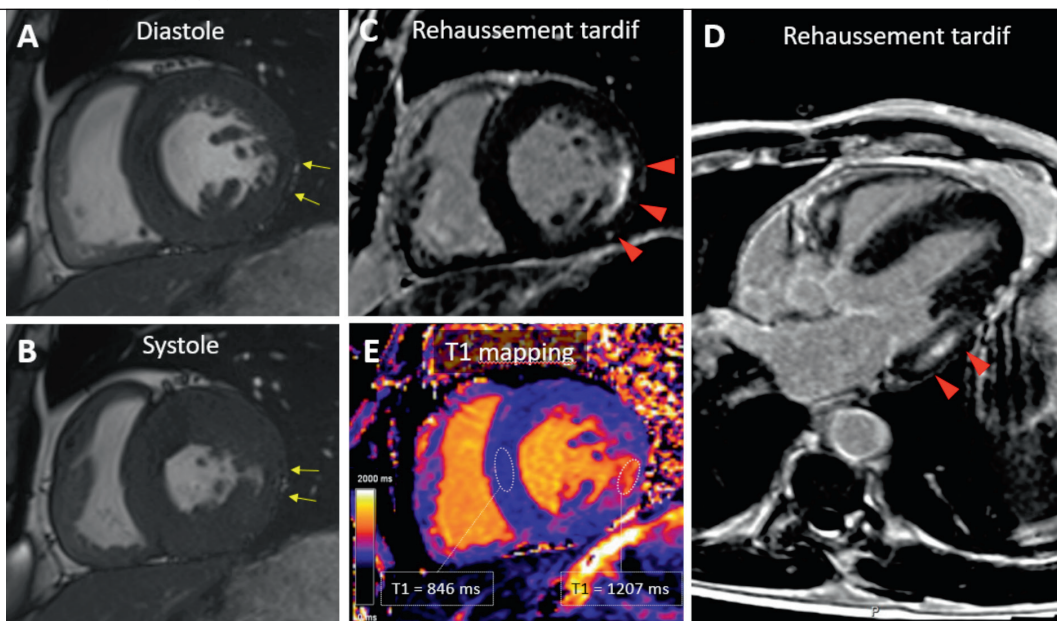 A
Diastole
B
Systole
C
Rehaussement tardif
E
T1 mapping
2000 ms
T1 = 846 ms
T1 = 1207 ms
D
Rehaussement tardif
P